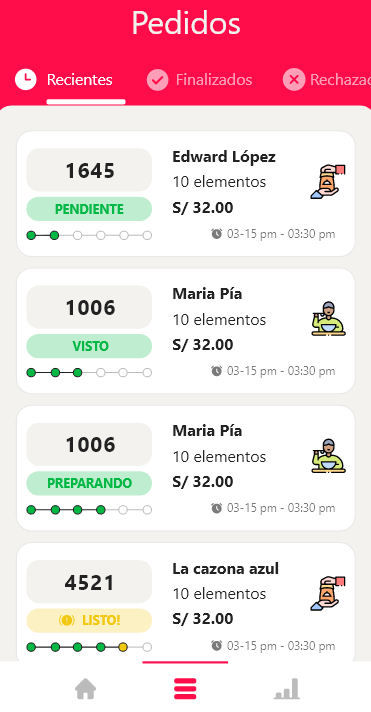 Pedidos
Recientes
Finalizados
Rechazad
1645
Edward López
10 elementos
PENDIENTE
S/ 32.00
03-15 pm - 03:30 pm
1006
Maria Pía
10 elementos
VISTO
S/ 32.00
03-15 pm - 03:30 pm
1006
Maria Pía
10 elementos
PREPARANDO
S/ 32.00
03-15 pm - 03:30 pm
4521
La cazona azul
10 elementos
LISTO!
S/ 32.00
03-15 pm - 03:30 pm